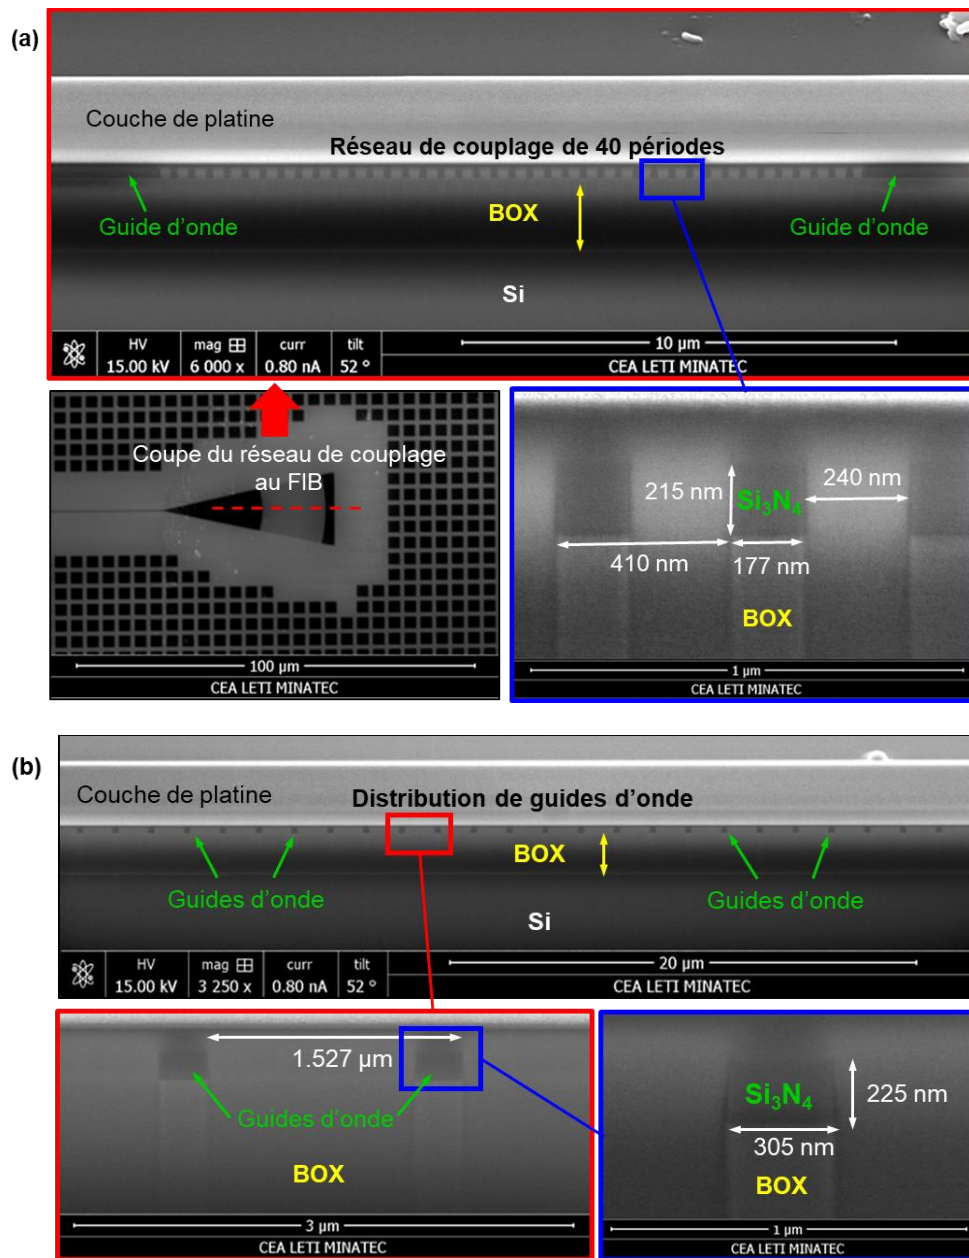 (a)
Couche de platine
Réseau de couplage de 40 périodes
BOX
Guide d'onde
Guide d'onde
Si
HV
15.00 kV
mag
6 000 x
curr
0.80 nA
tilt
52 °
10 µm
CEA LETI MINATEC
Coupe du réseau de couplage
au FIB
100 µm
CEA LETI MINATEC
215 nm
Si₃N₄
240 nm
410 nm
177 nm
BOX
1 µm
CEA LETI MINATEC
(b)
Couche de platine
Distribution de guides d'onde
BOX
Guides d'onde
Guides d'onde
Si
HV
15.00 kV
mag
3 250 x
curr
0.80 nA
tilt
52 °
20 µm
CEA LETI MINATEC
1.527 µm
Guides d'onde
BOX
3 µm
CEA LETI MINATEC
Si₃N₄
225 nm
305 nm
BOX
1 µm
CEA LETI MINATEC